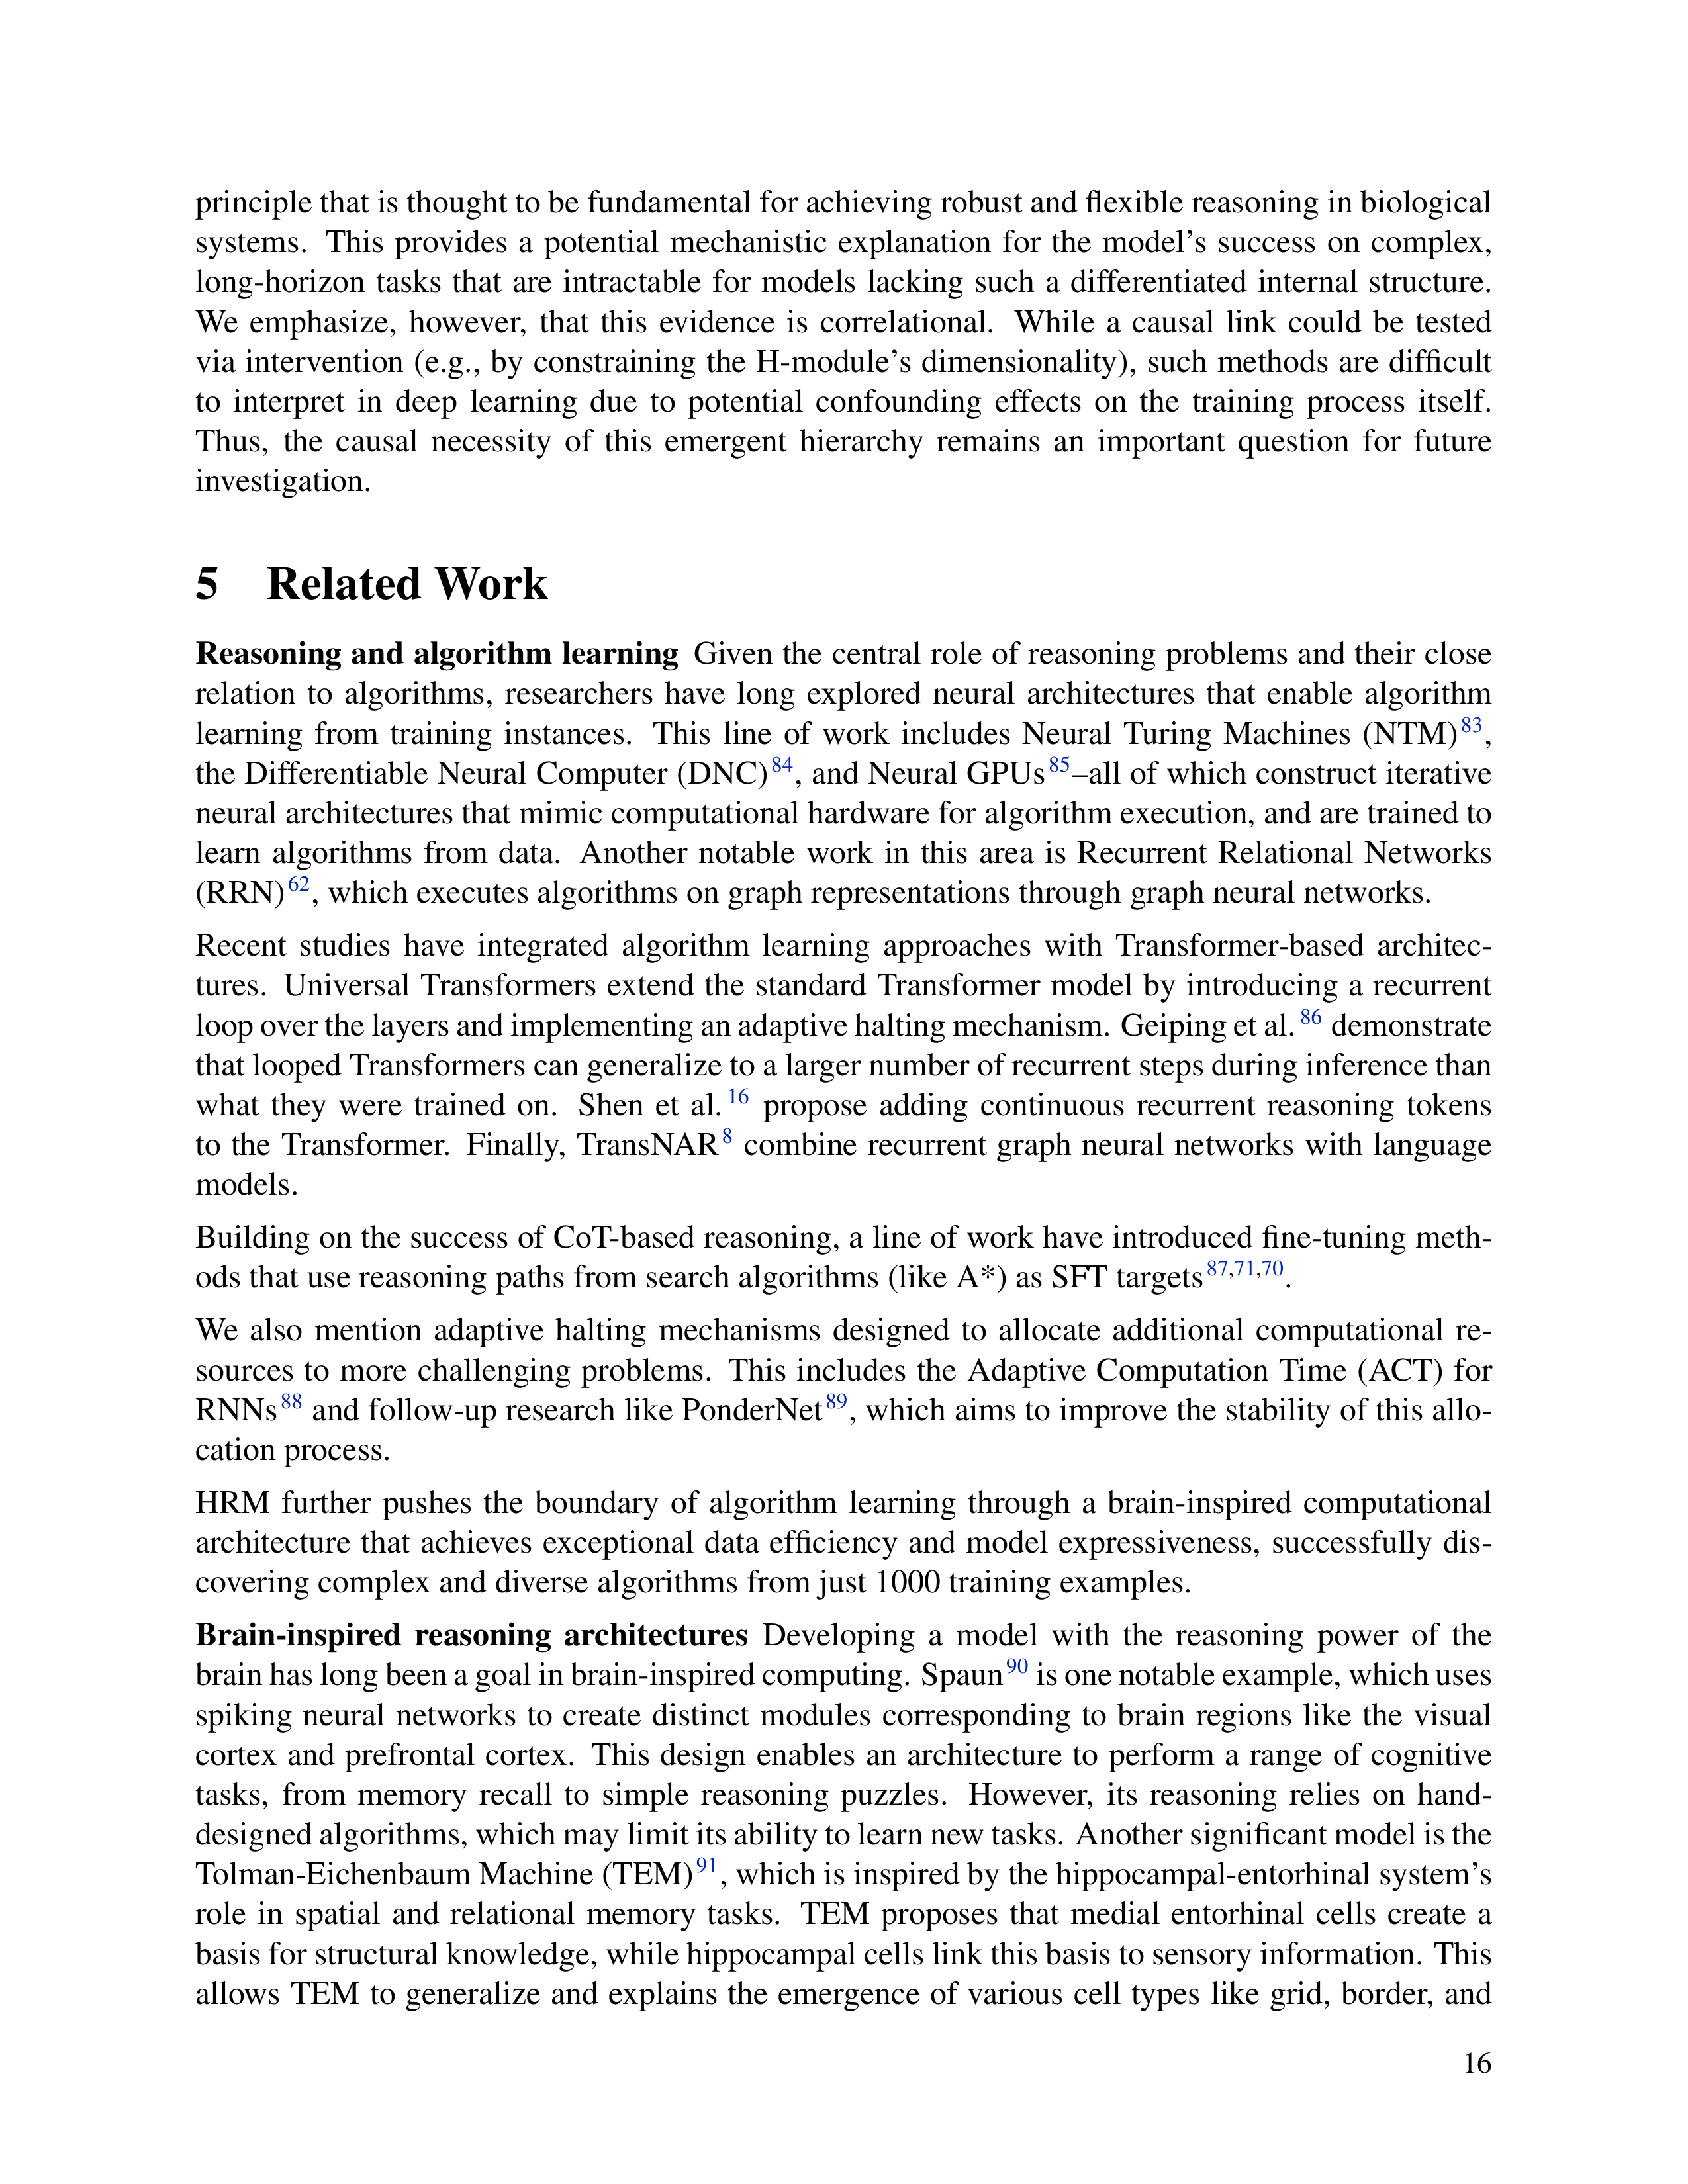 principle that is thought to be fundamental for achieving robust and flexible reasoning in biological
systems. This provides a potential mechanistic explanation for the model's success on complex,
long-horizon tasks that are intractable for models lacking such a differentiated internal structure.
We emphasize, however, that this evidence is correlational. While a causal link could be tested
via intervention (e.g., by constraining the H-module's dimensionality), such methods are difficult
to interpret in deep learning due to potential confounding effects on the training process itself.
Thus, the causal necessity of this emergent hierarchy remains an important question for future
investigation.
5 Related Work
Reasoning and algorithm learning Given the central role of reasoning problems and their close
relation to algorithms, researchers have long explored neural architectures that enable algorithm
learning from training instances. This line of work includes Neural Turing Machines (NTM)83,
the Differentiable Neural Computer (DNC)84, and Neural GPUs85–all of which construct iterative
neural architectures that mimic computational hardware for algorithm execution, and are trained to
learn algorithms from data. Another notable work in this area is Recurrent Relational Networks
(RRN)62, which executes algorithms on graph representations through graph neural networks.
Recent studies have integrated algorithm learning approaches with Transformer-based architec-
tures. Universal Transformers extend the standard Transformer model by introducing a recurrent
loop over the layers and implementing an adaptive halting mechanism. Geiping et al.86 demonstrate
that looped Transformers can generalize to a larger number of recurrent steps during inference than
what they were trained on. Shen et al.16 propose adding continuous recurrent reasoning tokens
to the Transformer. Finally, TransNAR8 combine recurrent graph neural networks with language
models.
Building on the success of CoT-based reasoning, a line of work have introduced fine-tuning meth-
ods that use reasoning paths from search algorithms (like A*) as SFT targets87,71,70.
We also mention adaptive halting mechanisms designed to allocate additional computational re-
sources to more challenging problems. This includes the Adaptive Computation Time (ACT) for
RNNs88 and follow-up research like PonderNet89, which aims to improve the stability of this allo-
cation process.
HRM further pushes the boundary of algorithm learning through a brain-inspired computational
architecture that achieves exceptional data efficiency and model expressiveness, successfully dis-
covering complex and diverse algorithms from just 1000 training examples.
Brain-inspired reasoning architectures Developing a model with the reasoning power of the
brain has long been a goal in brain-inspired computing. Spaun90 is one notable example, which uses
spiking neural networks to create distinct modules corresponding to brain regions like the visual
cortex and prefrontal cortex. This design enables an architecture to perform a range of cognitive
tasks, from memory recall to simple reasoning puzzles. However, its reasoning relies on hand-
designed algorithms, which may limit its ability to learn new tasks. Another significant model is the
Tolman-Eichenbaum Machine (TEM)91, which is inspired by the hippocampal-entorhinal system's
role in spatial and relational memory tasks. TEM proposes that medial entorhinal cells create a
basis for structural knowledge, while hippocampal cells link this basis to sensory information. This
allows TEM to generalize and explains the emergence of various cell types like grid, border, and
16